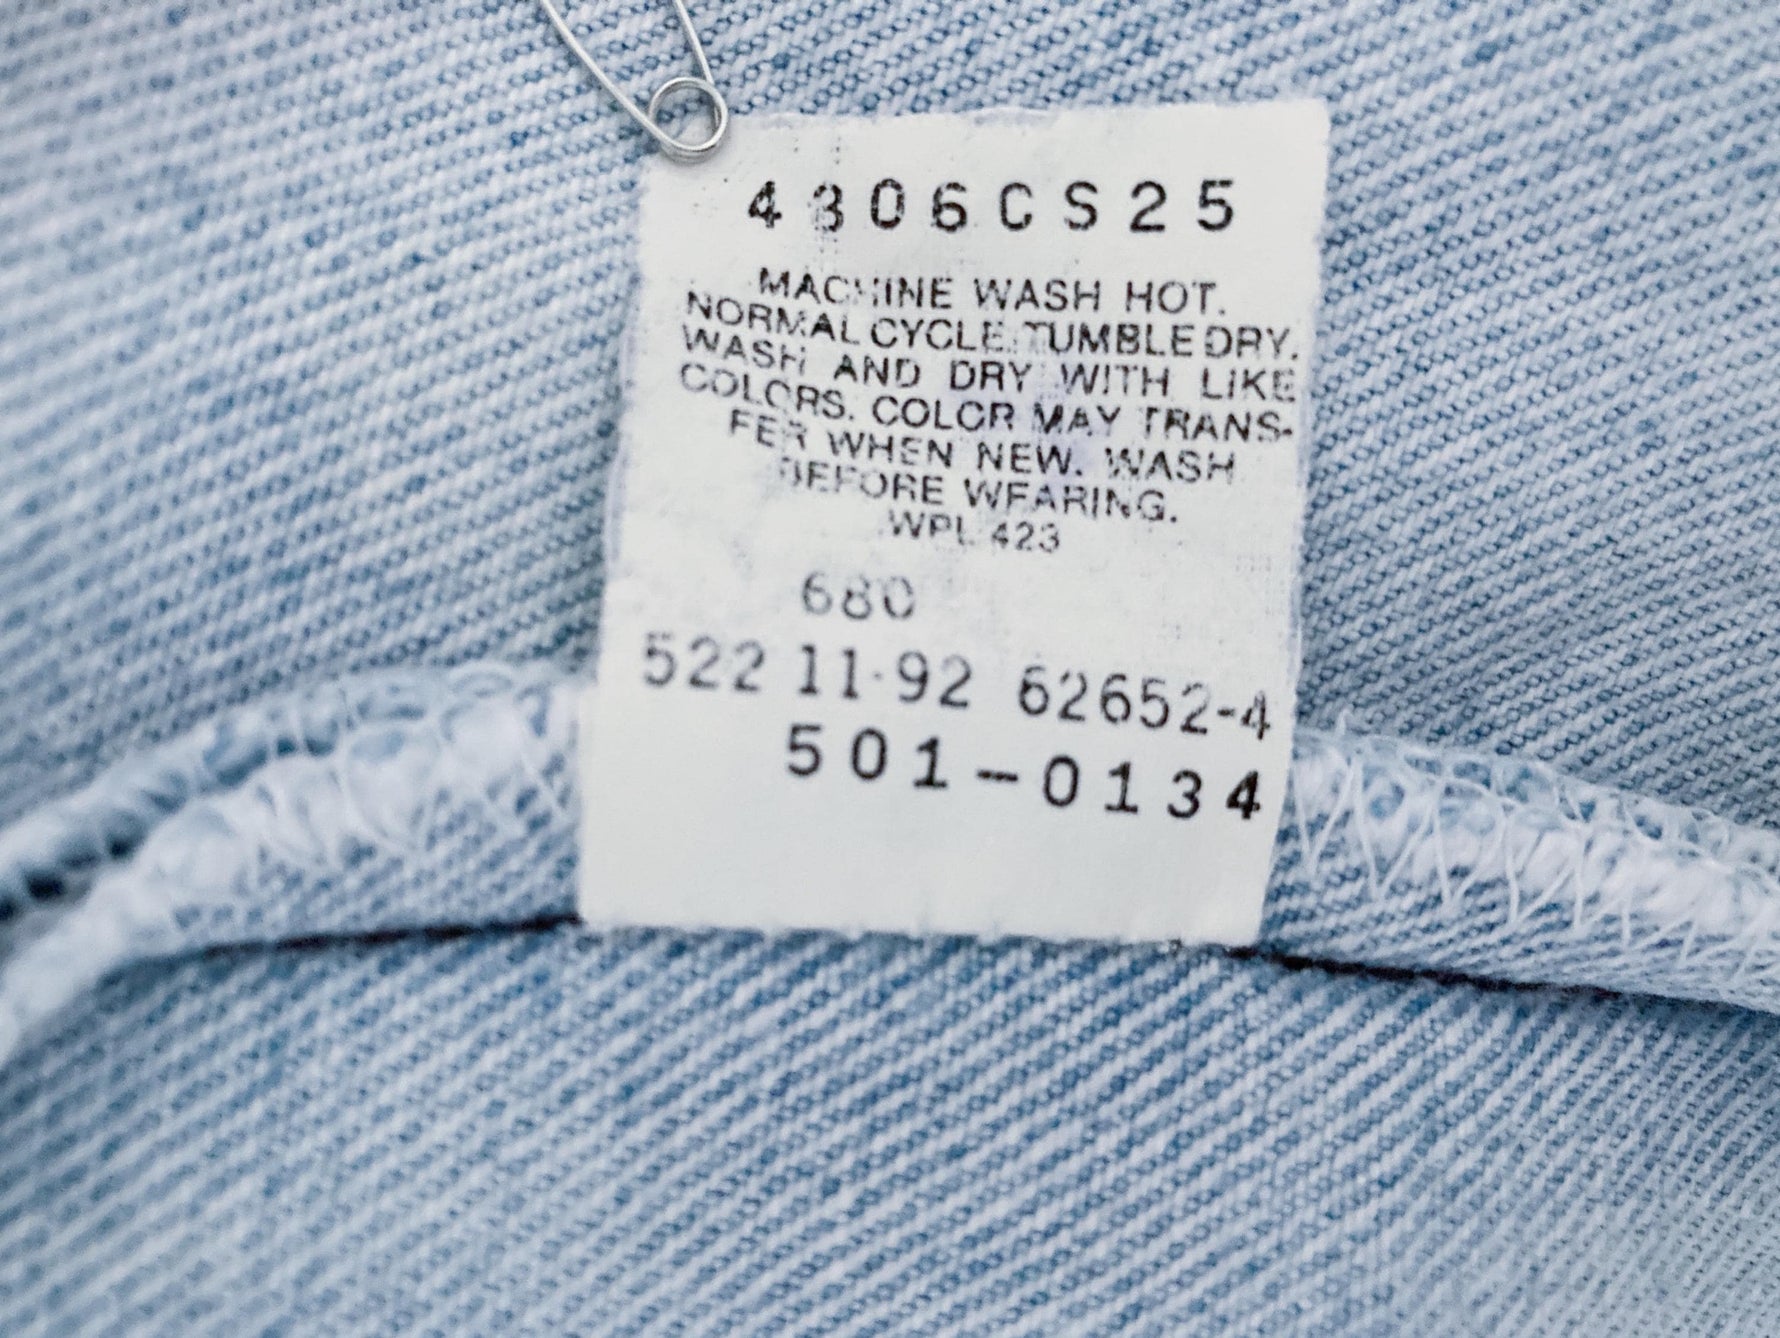 4306CS25
MACHINE WASH HOT.
NORMAL CYCLE. TUMBLE DRY.
WASH AND DRY WITH LIKE
COLORS. COLOR MAY TRANS-
FER WHEN NEW. WASH
BEFORE WEARING.
WPL 423
680
522 11·92 62652-4
501-0134